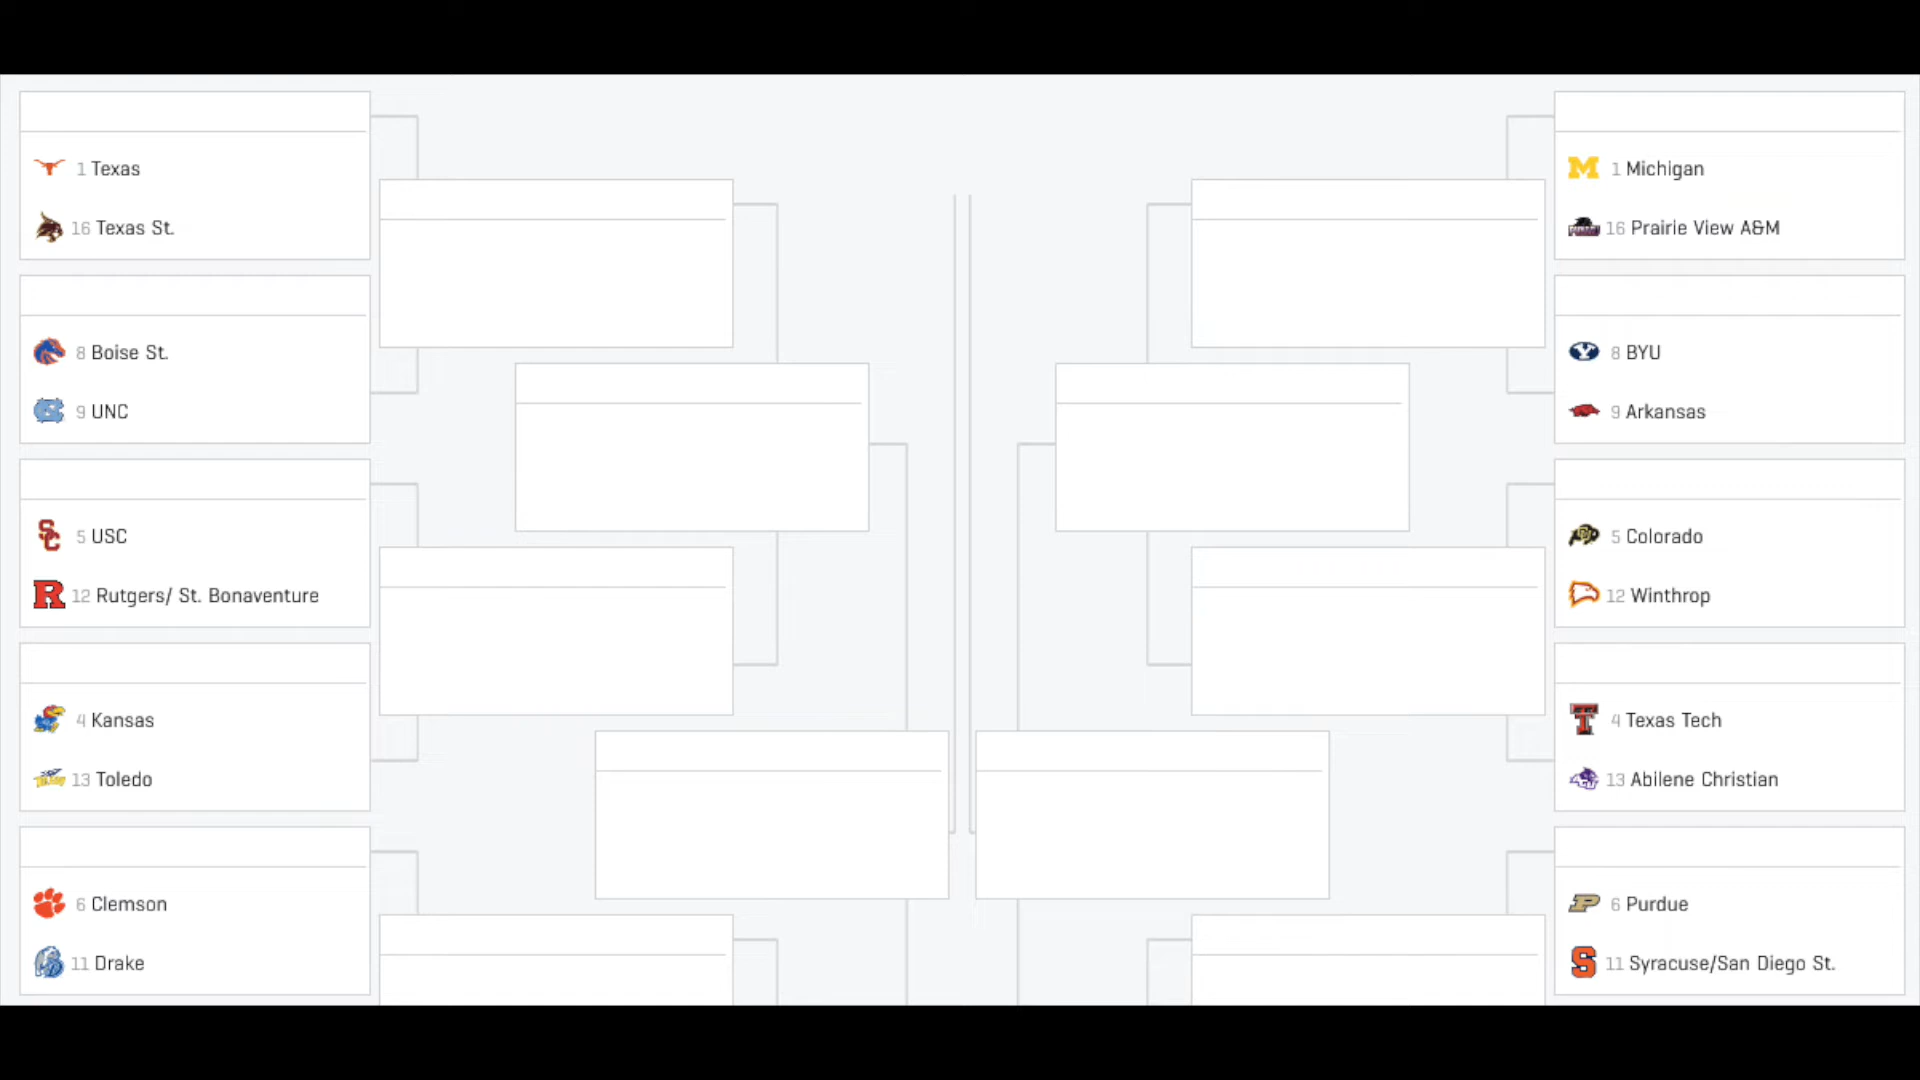 1 Texas
16 Texas St.
8 Boise St.
9 UNC
5 USC
12 Rutgers/ St. Bonaventure
4 Kansas
13 Toledo
6 Clemson
11 Drake
1 Michigan
16 Prairie View A&M
8 BYU
9 Arkansas
5 Colorado
12 Winthrop
4 Texas Tech
13 Abilene Christian
6 Purdue
11 Syracuse/San Diego St.